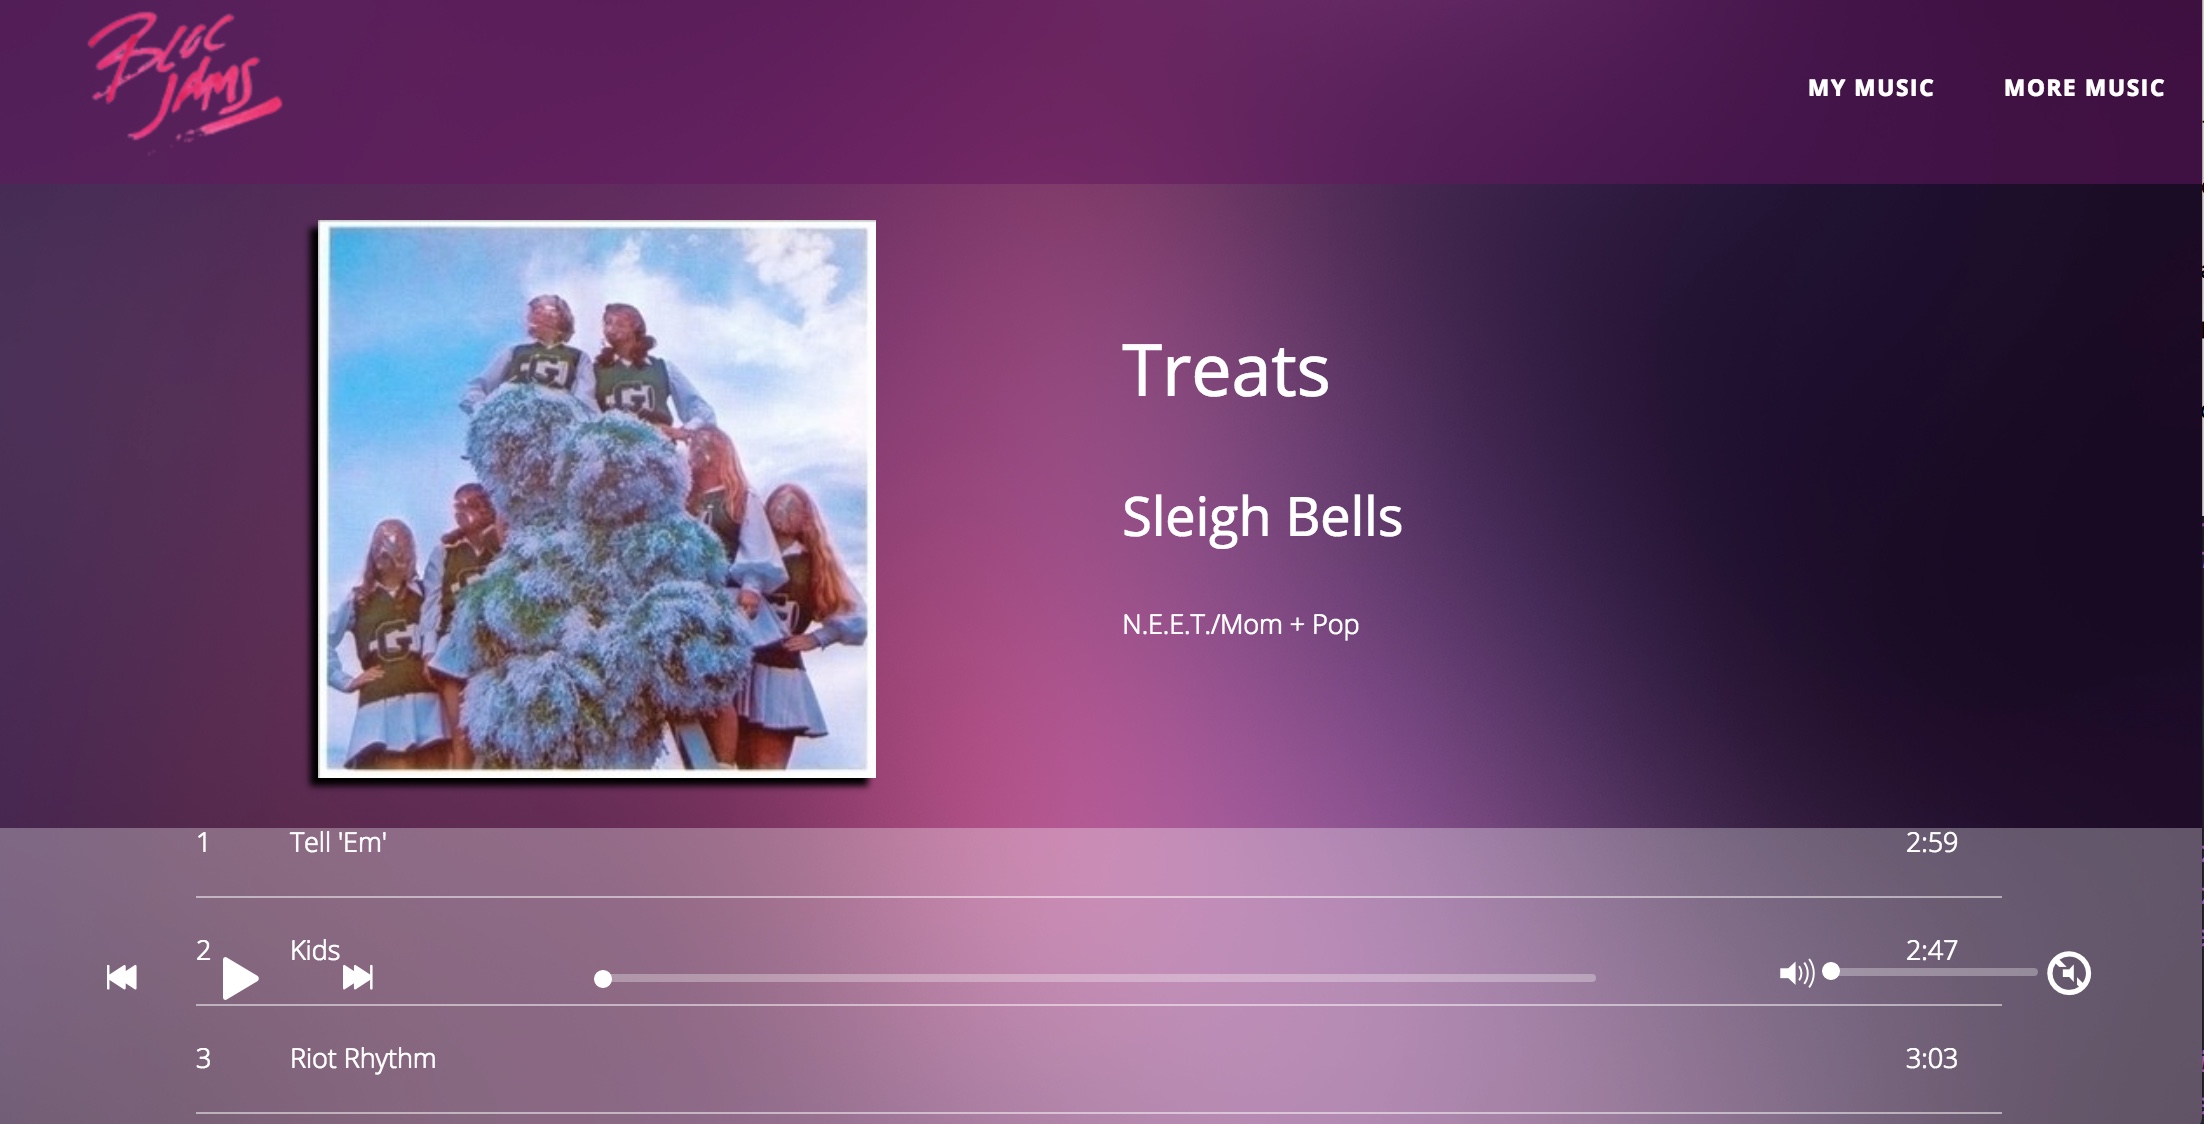 BLOC
JAMS
MY MUSIC
MORE MUSIC
G
G
G
Treats
Sleigh Bells
N.E.E.T./Mom + Pop
1 Tell 'Em' 2:59
2 Kids 2:47
3 Riot Rhythm 3:03